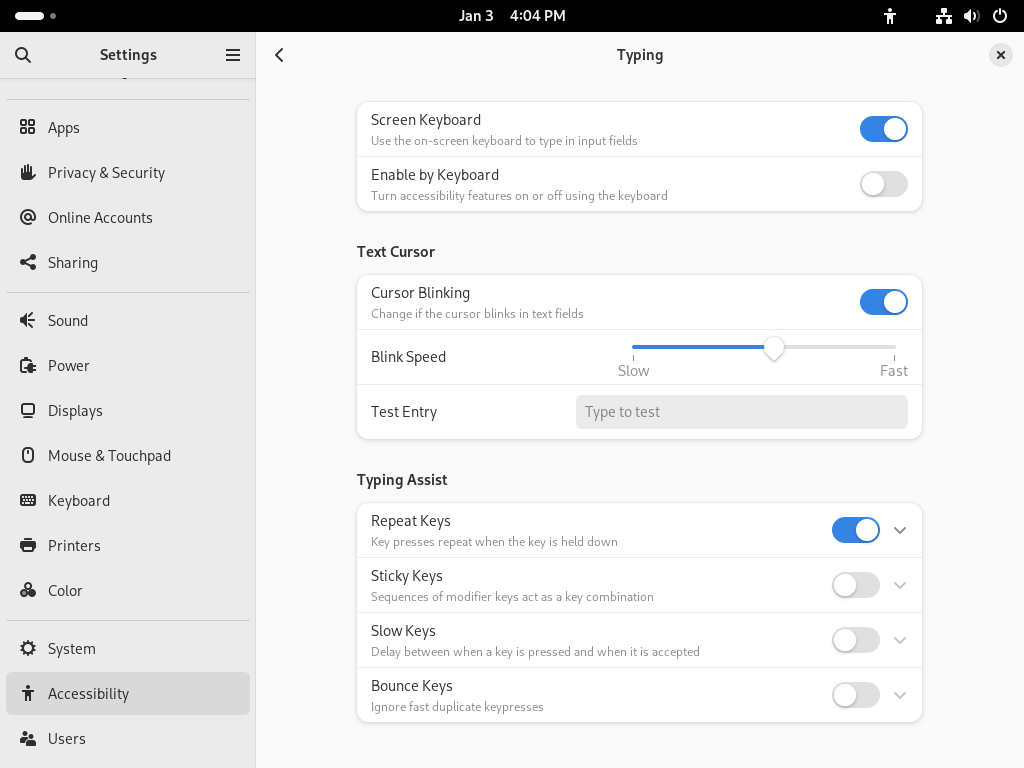 Jan 3 4:04 PM
Settings
Typing
Apps
Privacy & Security
Online Accounts
Sharing
Sound
Power
Displays
Mouse & Touchpad
Keyboard
Printers
Color
System
Accessibility
Users
Screen Keyboard
Use the on-screen keyboard to type in input fields
Enable by Keyboard
Turn accessibility features on or off using the keyboard
Text Cursor
Cursor Blinking
Change if the cursor blinks in text fields
Blink Speed
Slow Fast
Test Entry Type to test
Typing Assist
Repeat Keys
Key presses repeat when the key is held down
Sticky Keys
Sequences of modifier keys act as a key combination
Slow Keys
Delay between when a key is pressed and when it is accepted
Bounce Keys
Ignore fast duplicate keypresses